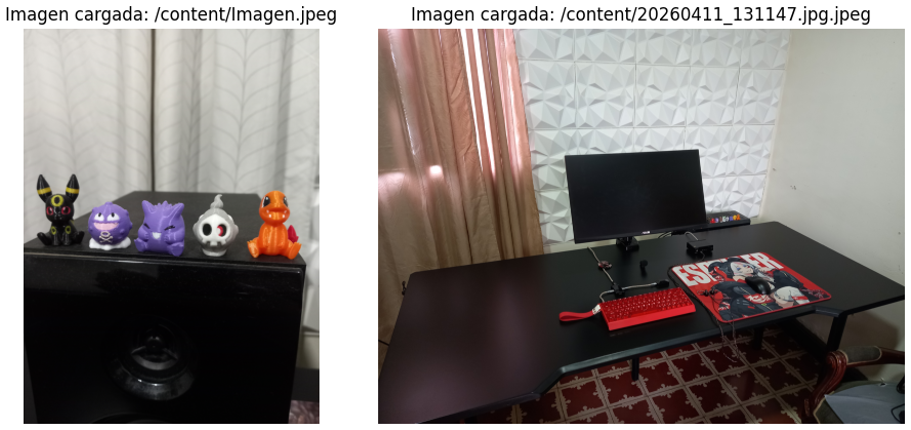 Imagen cargada: /content/Imagen.jpeg
Imagen cargada: /content/20260411_131147.jpg.jpeg